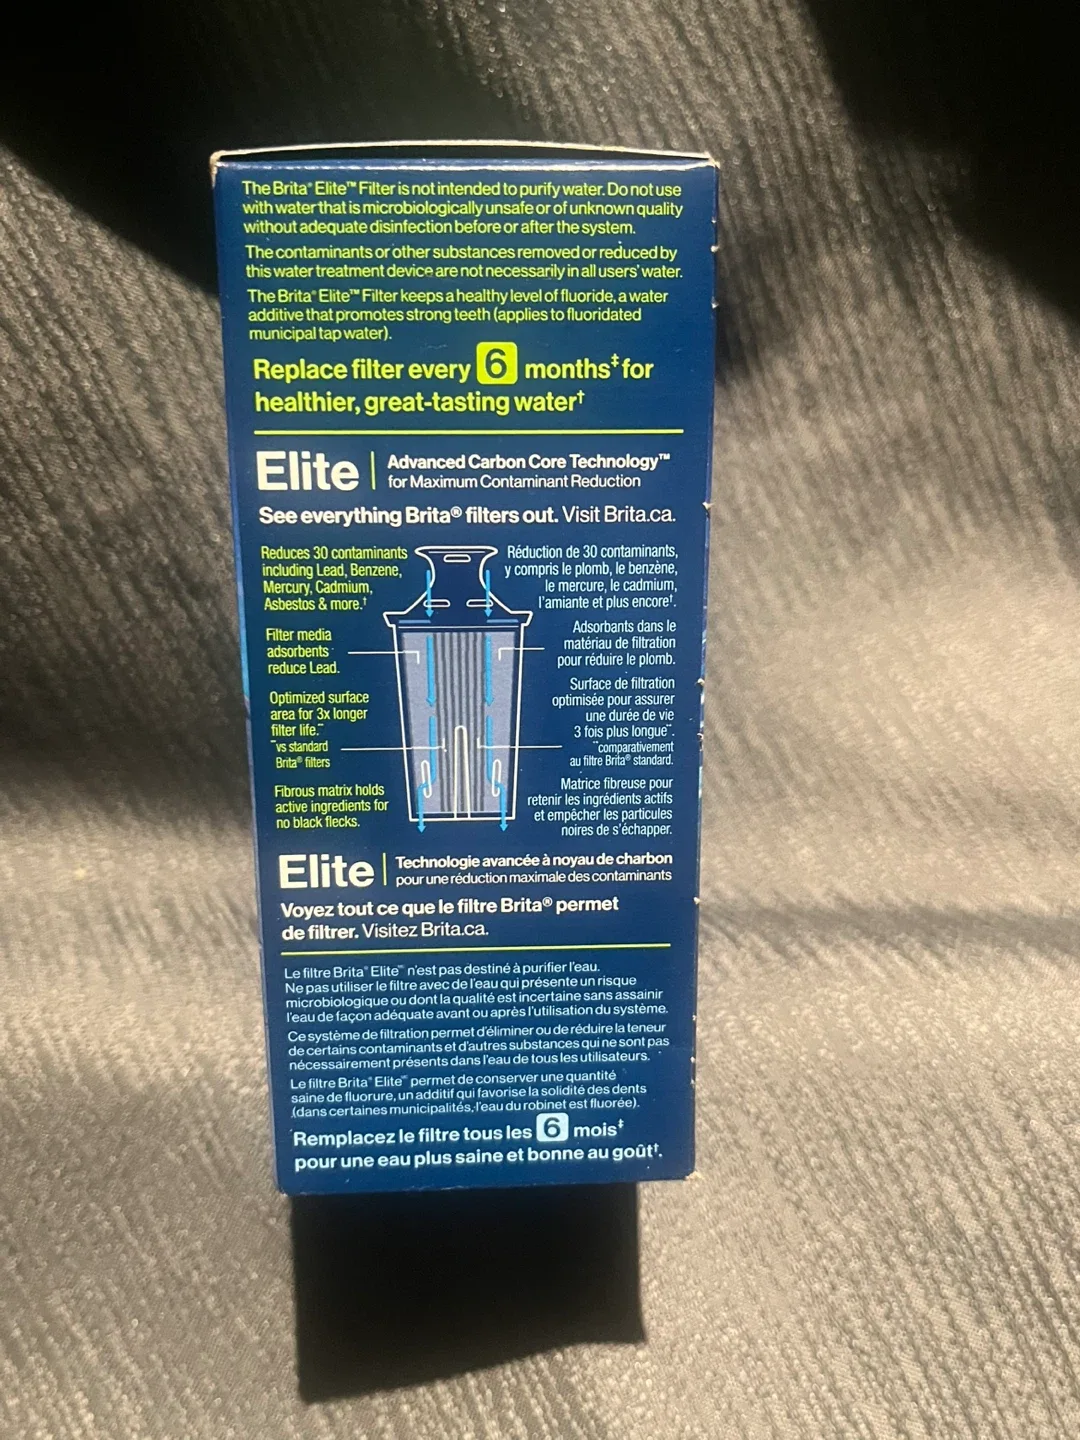 The Brita® Elite™ Filter is not intended to purify water. Do not use
with water that is microbiologically unsafe or of unknown quality
without adequate disinfection before or after the system.
The contaminants or other substances removed or reduced by
this water treatment device are not necessarily in all users' water.
The Brita® Elite™ Filter keeps a healthy level of fluoride, a water
additive that promotes strong teeth (applies to fluoridated
municipal tap water).
Replace filter every 6 months‡ for
healthier, great-tasting water†
Elite | Advanced Carbon Core Technology™
for Maximum Contaminant Reduction
See everything Brita® filters out. Visit Brita.ca.
Reduces 30 contaminants
including Lead, Benzene,
Mercury, Cadmium,
Asbestos & more.†
Filter media
adsorbents
reduce Lead.
Optimized surface
area for 3x longer
filter life.~
~vs standard
Brita® filters
Fibrous matrix holds
active ingredients for
no black flecks.
Réduction de 30 contaminants,
y compris le plomb, le benzène,
le mercure, le cadmium,
l'amiante et plus encore†.
Adsorbants dans le
matériau de filtration
pour réduire le plomb.
Surface de filtration
optimisée pour assurer
une durée de vie
3 fois plus longue~.
~comparativement
au filtre Brita® standard.
Matrice fibreuse pour
retenir les ingrédients actifs
et empêcher les particules
noires de s'échapper.
Elite | Technologie avancée à noyau de charbon
pour une réduction maximale des contaminants
Voyez tout ce que le filtre Brita® permet
de filtrer. Visitez Brita.ca.
Le filtre Brita® Elite™ n'est pas destiné à purifier l'eau.
Ne pas utiliser le filtre avec de l'eau qui présente un risque
microbiologique ou dont la qualité est incertaine sans assainir
l'eau de façon adéquate avant ou après l'utilisation du système.
Ce système de filtration permet d'éliminer ou de réduire la teneur
de certains contaminants et d'autres substances qui ne sont pas
nécessairement présents dans l'eau de tous les utilisateurs.
Le filtre Brita® Elite™ permet de conserver une quantité
saine de fluorure, un additif qui favorise la solidité des dents
(dans certaines municipalités, l'eau du robinet est fluorée).
Remplacez le filtre tous les 6 mois‡
pour une eau plus saine et bonne au goût†.